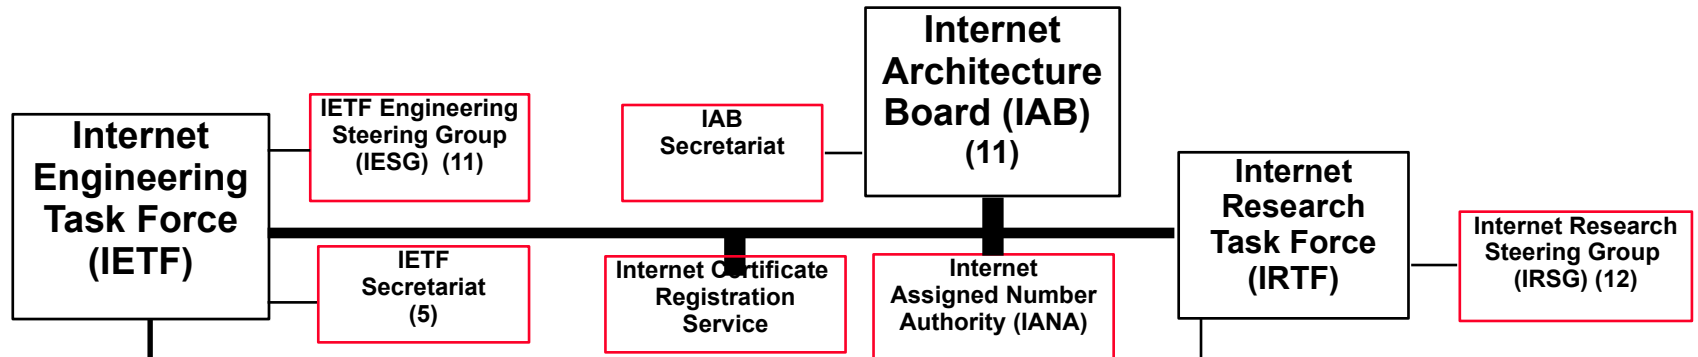 Internet
Architecture
Board (IAB)
(11)
IETF Engineering
Steering Group
(IESG) (11)
IAB
Secretariat
Internet
Engineering
Task Force
(IETF)
Internet
Research
Task Force
(IRTF)
Internet Research
Steering Group
(IRSG) (12)
IETF
Secretariat
(5)
Internet Certificate
Registration
Service
Internet
Assigned Number
Authority (IANA)